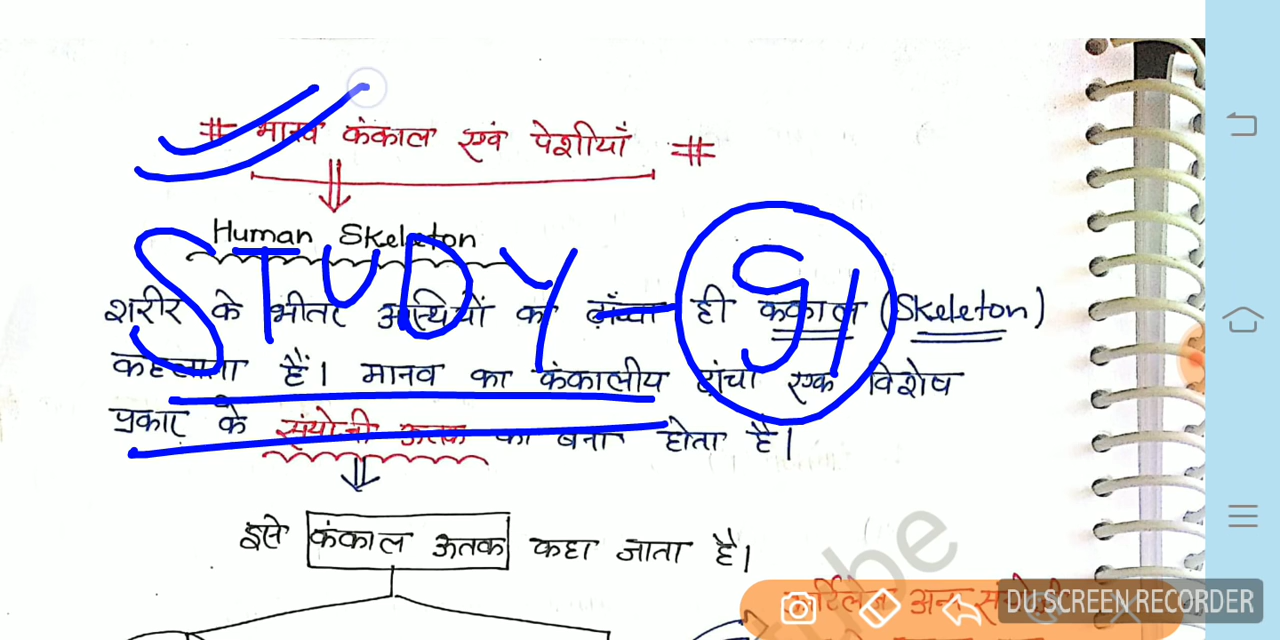 # मानव कंकाल एवं पेशीयाँ #
Human Skeleton
STUDY 91
शरीर के भीतर अस्थियों का ढाँचा ही कंकाल (Skeleton)
कहलाता हैं। मानव का कंकालीय ढांचा एक विशेष
प्रकार के संयोजी ऊतक का बना होता है।
इसे कंकाल ऊतक कहा जाता है।
ube
DU SCREEN RECORDER